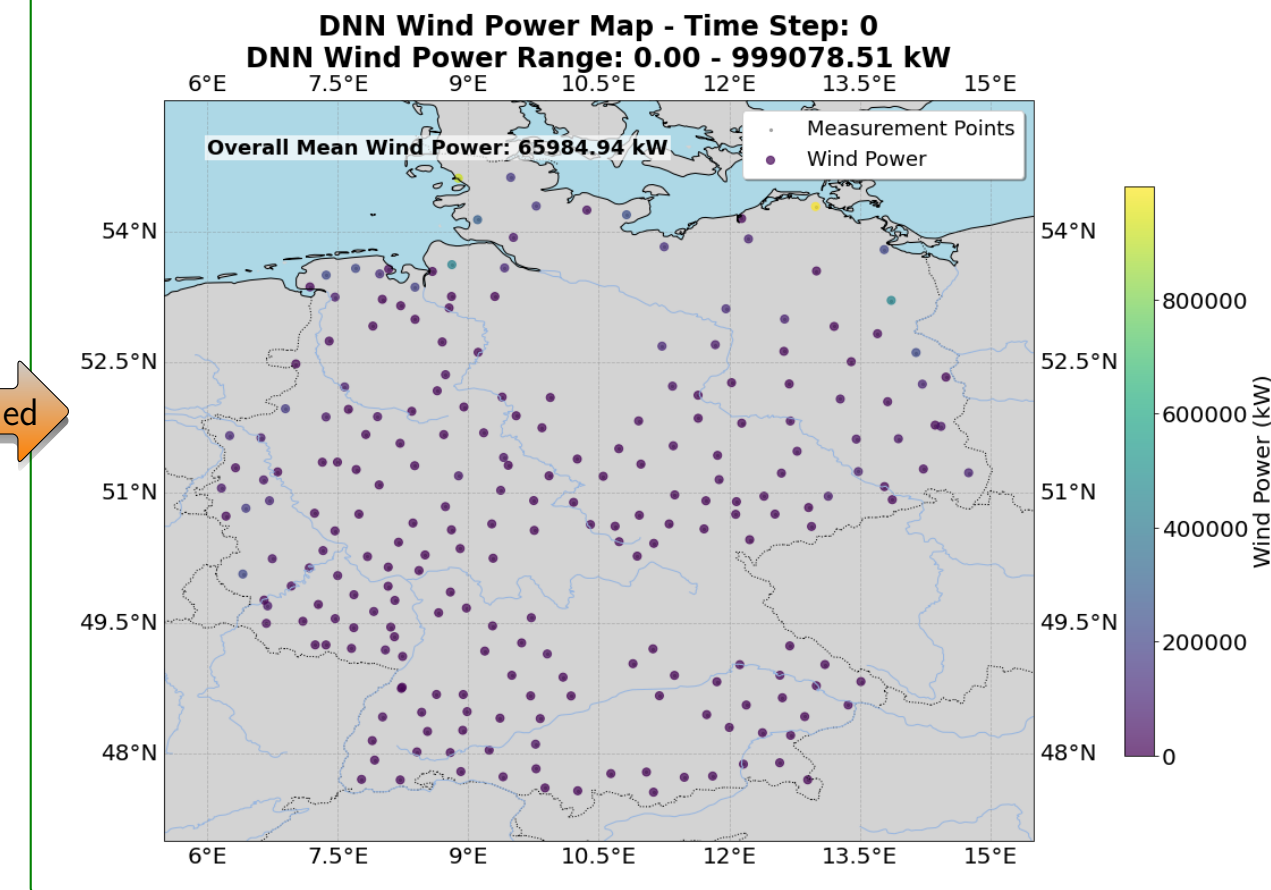 DNN Wind Power Map - Time Step: 0
DNN Wind Power Range: 0.00 - 999078.51 kW
6°E 7.5°E 9°E 10.5°E 12°E 13.5°E 15°E
Measurement Points
Wind Power
Overall Mean Wind Power: 65984.94 kW
54°N 54°N
52.5°N 52.5°N
51°N 51°N
49.5°N 49.5°N
48°N 48°N
6°E 7.5°E 9°E 10.5°E 12°E 13.5°E 15°E
800000
600000
400000
200000
0
Wind Power (kW)
ed